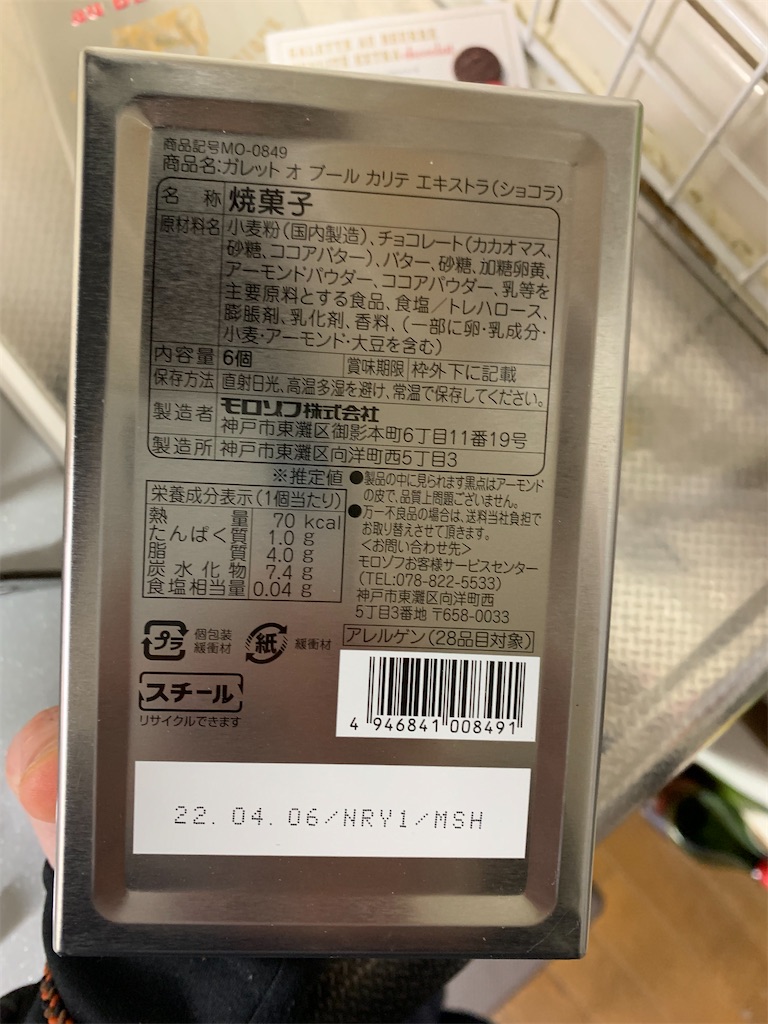 商品記号MO-0849
商品名:ガレット オ ブール カリテ エキストラ(ショコラ)
名 称 焼菓子
原材料名 小麦粉(国内製造)、チョコレート(カカオマス、
砂糖、ココアバター)、バター、砂糖、加糖卵黄、
アーモンドパウダー、ココアパウダー、乳等を
主要原料とする食品、食塩/トレハロース、
膨脹剤、乳化剤、香料、(一部に卵・乳成分・
小麦・アーモンド・大豆を含む)
内容量 6個 賞味期限 枠外下に記載
保存方法 直射日光、高温多湿を避け、常温で保存してください。
製造者 モロゾフ株式会社
神戸市東灘区御影本町6丁目11番19号
製造所 神戸市東灘区向洋町西5丁目3
※推定値
栄養成分表示(1個当たり)
熱量 70 kcal
たんぱく質 1.0 g
脂質 4.0 g
炭水化物 7.4 g
食塩相当量 0.04 g
●製品の中に見られます黒点はアーモンド
の皮で、品質上問題ございません。
●万一不良品の場合は、送料当社負担で
お取り替えさせて頂きます。
<お問い合わせ先>
モロゾフお客様サービスセンター
(TEL:078-822-5533)
神戸市東灘区向洋町西
5丁目3番地 〒658-0033
プラ 個包装
緩衝材
紙 緩衝材
アレルゲン(28品目対象)
スチール
リサイクルできます
4 946841 008491
22. 04. 06/NRY1/MSH